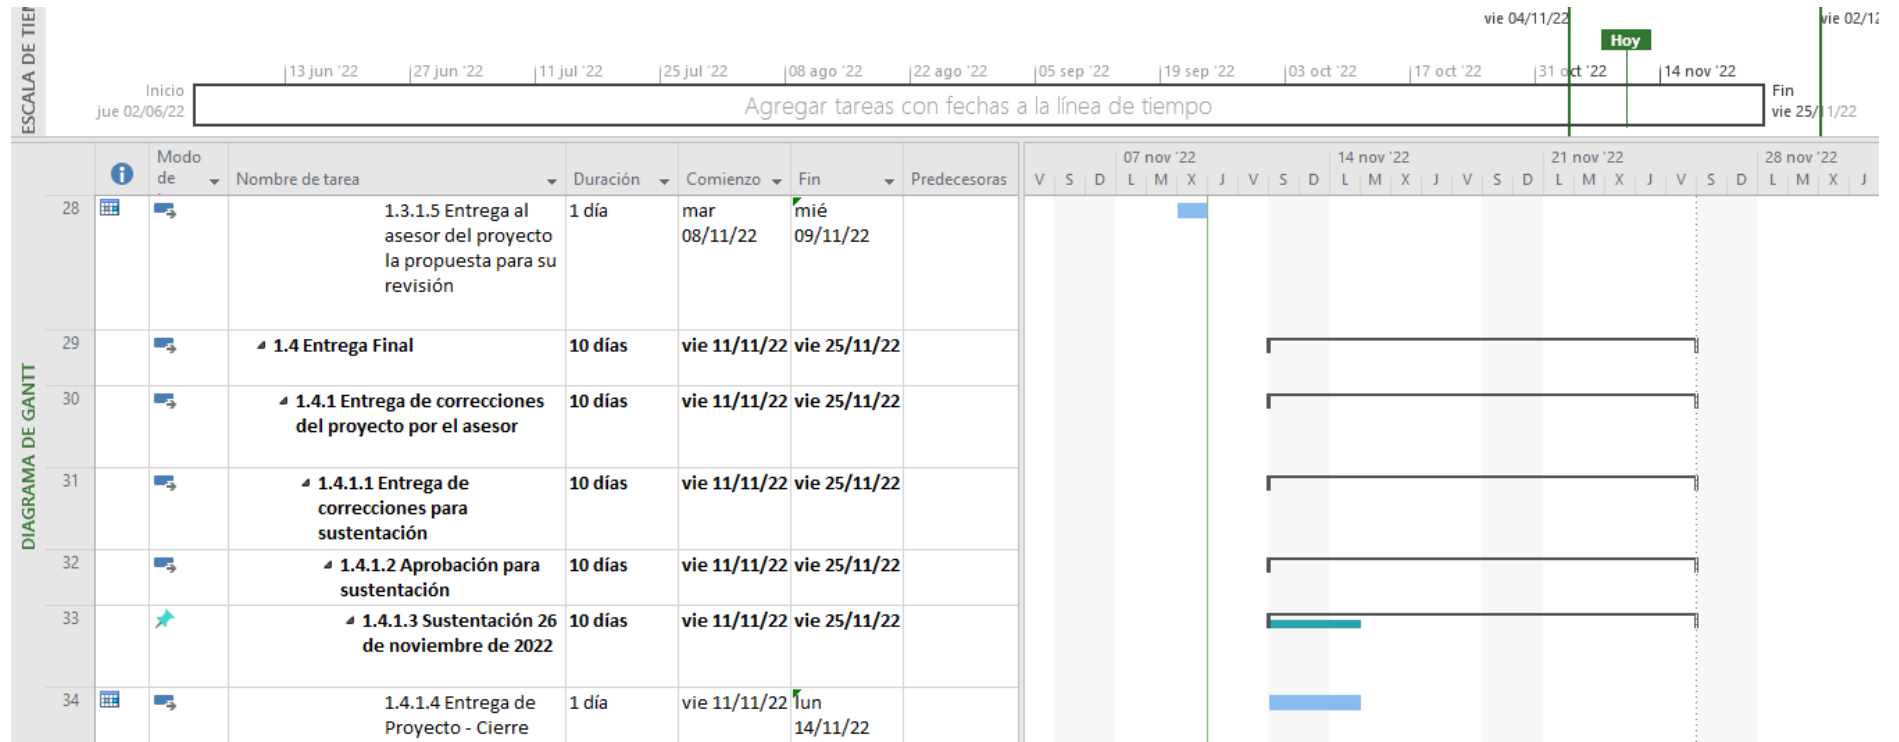 ESCALA DE TIEM
vie 04/11/22
vie 02/12
Hoy
13 jun '22
27 jun '22
11 jul '22
25 jul '22
08 ago '22
22 ago '22
05 sep '22
19 sep '22
03 oct '22
17 oct '22
31 oct '22
14 nov '22
Inicio
jue 02/06/22
Agregar tareas con fechas a la línea de tiempo
Fin
vie 25/11/22
DIAGRAMA DE GANTT
Modo
de
Nombre de tarea
Duración
Comienzo
Fin
Predecesoras
07 nov '22
14 nov '22
21 nov '22
28 nov '22
V S D L M X J V S D L M X J V S D L M X J V S D L M X J
28
1.3.1.5 Entrega al
asesor del proyecto
la propuesta para su
revisión
1 día
mar
08/11/22
mié
09/11/22
29
1.4 Entrega Final
10 días
vie 11/11/22
vie 25/11/22
30
1.4.1 Entrega de correcciones
del proyecto por el asesor
10 días
vie 11/11/22
vie 25/11/22
31
1.4.1.1 Entrega de
correcciones para
sustentación
10 días
vie 11/11/22
vie 25/11/22
32
1.4.1.2 Aprobación para
sustentación
10 días
vie 11/11/22
vie 25/11/22
33
1.4.1.3 Sustentación 26
de noviembre de 2022
10 días
vie 11/11/22
vie 25/11/22
34
1.4.1.4 Entrega de
Proyecto - Cierre
1 día
vie 11/11/22
lun
14/11/22